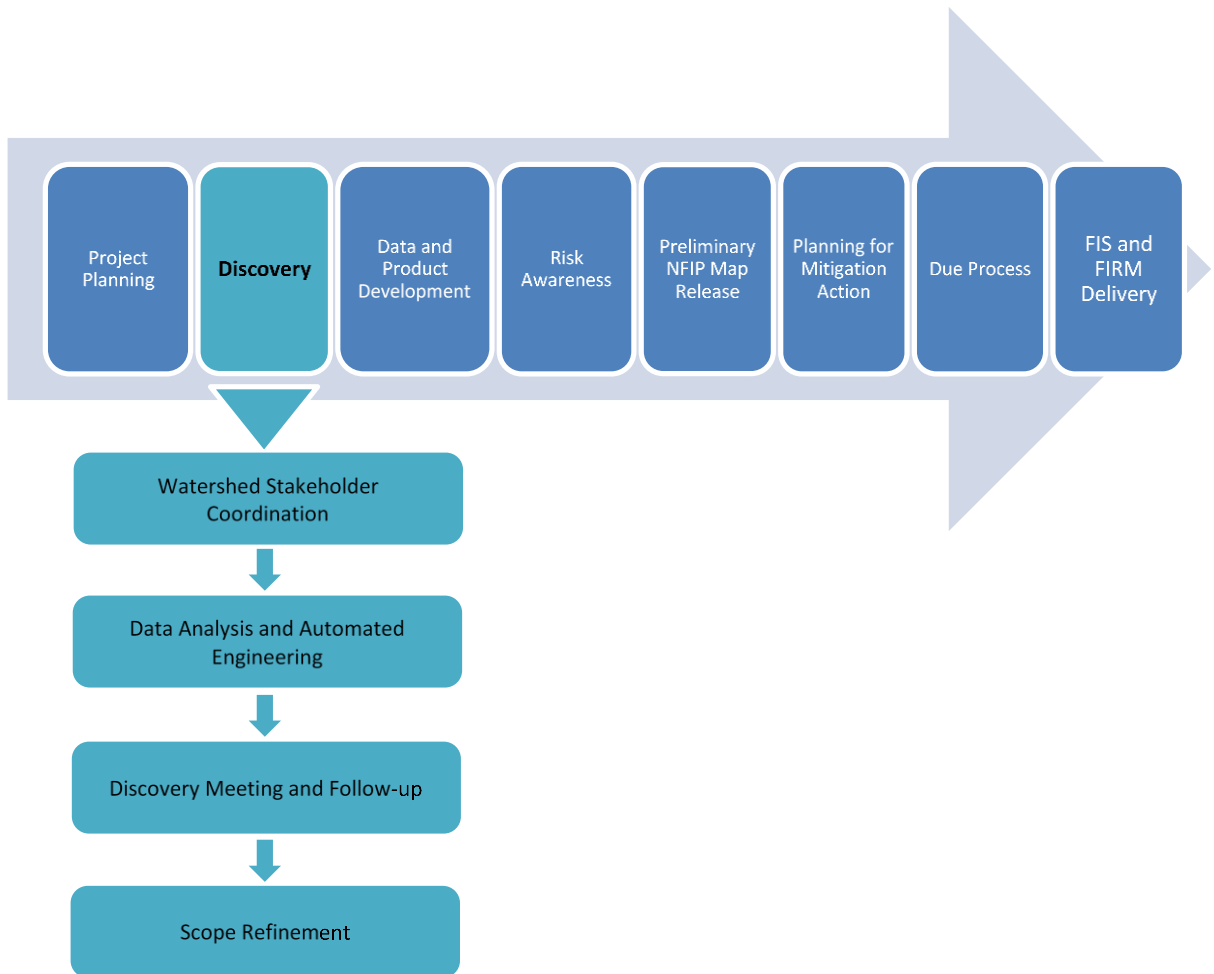 Project
Planning
Discovery
Data and
Product
Development
Risk
Awareness
Preliminary
NFIP Map
Release
Planning for
Mitigation
Action
Due Process
FIS and
FIRM
Delivery
Watershed Stakeholder
Coordination
Data Analysis and Automated
Engineering
Discovery Meeting and Follow-up
Scope Refinement